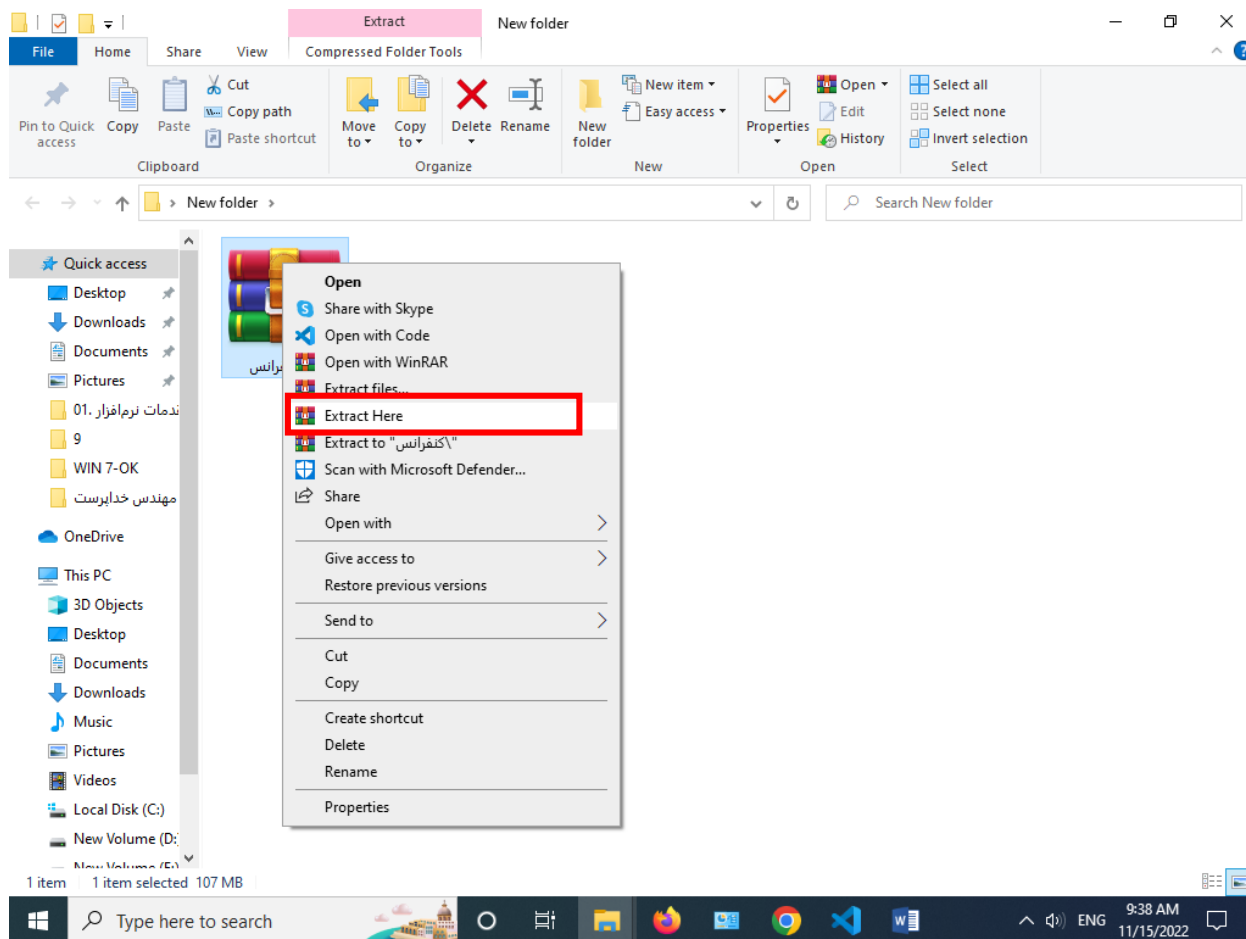 Extract
New folder
File
Home
Share
View
Compressed Folder Tools
Pin to Quick access
Copy
Paste
Cut
Copy path
Paste shortcut
Clipboard
Move to
Copy to
Delete
Rename
Organize
New folder
New item
Easy access
New
Properties
Open
Edit
History
Open
Select all
Select none
Invert selection
Select
New folder
Search New folder
Quick access
Desktop
Downloads
Documents
Pictures
01. نرم‌افزار
9
WIN 7-OK
مهندس خداپرست
OneDrive
This PC
3D Objects
Desktop
Documents
Downloads
Music
Pictures
Videos
Local Disk (C:)
New Volume (D:
New Volume (E:)
Open
Share with Skype
Open with Code
Open with WinRAR
Extract files...
Extract Here
Extract to "کنفرانس\"
Scan with Microsoft Defender...
Share
Open with
Give access to
Restore previous versions
Send to
Cut
Copy
Create shortcut
Delete
Rename
Properties
1 item
1 item selected 107 MB
Type here to search
ENG
9:38 AM
11/15/2022